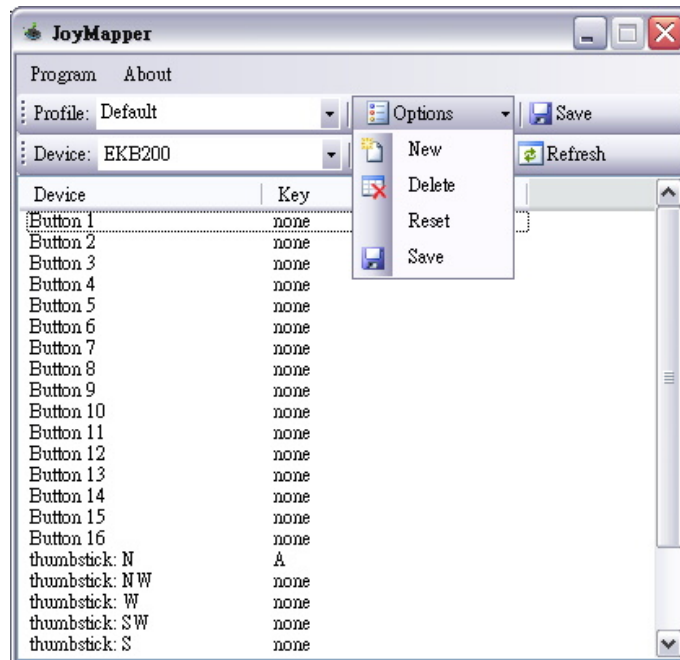 JoyMapper
Program About
Profile: Default Options Save
Device: EKB200 Refresh
New
Delete
Reset
Save
Device Key
Button 1 none
Button 2 none
Button 3 none
Button 4 none
Button 5 none
Button 6 none
Button 7 none
Button 8 none
Button 9 none
Button 10 none
Button 11 none
Button 12 none
Button 13 none
Button 14 none
Button 15 none
Button 16 none
thumbstick: N A
thumbstick: NW none
thumbstick: W none
thumbstick: SW none
thumbstick: S none